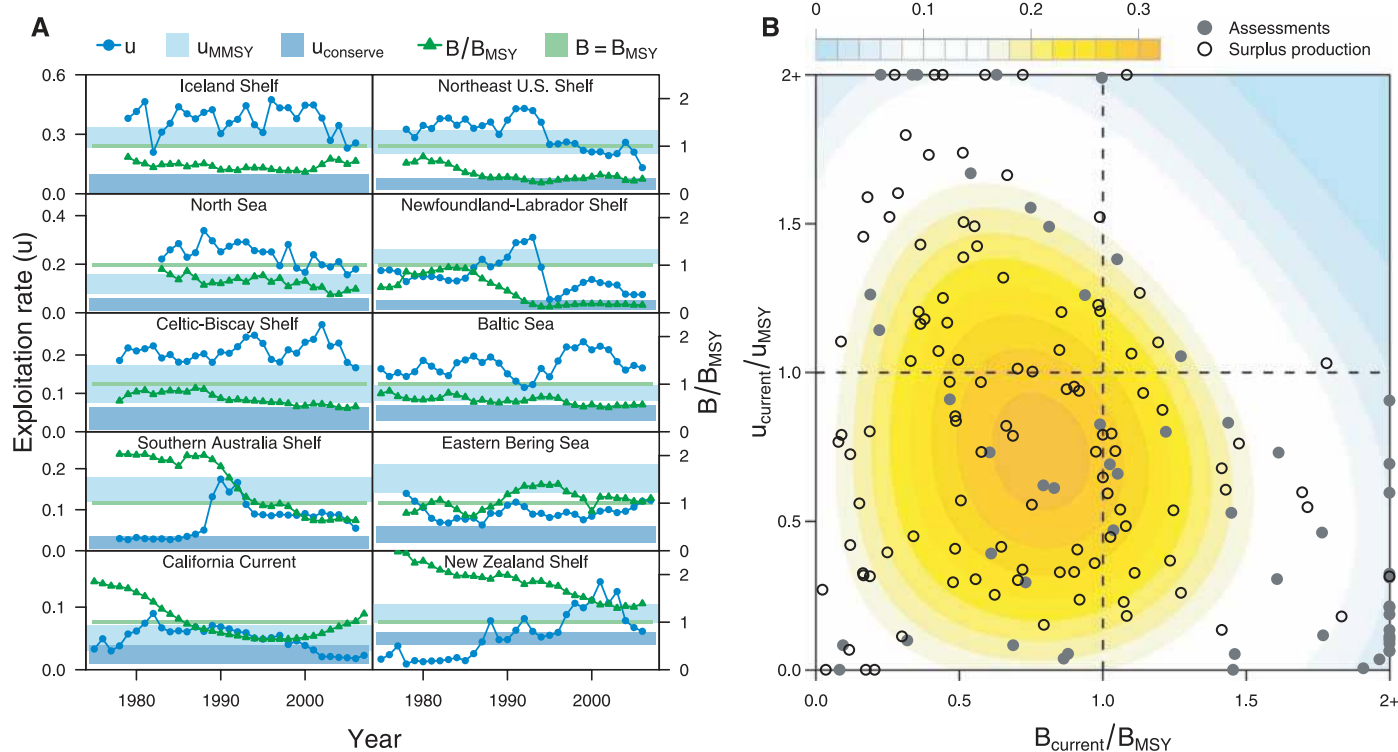 A
u
uMMSY
uconserve
B/BMSY
B = BMSY
Exploitation rate (u)
0.6
0.3
0.0
Iceland Shelf
Northeast U.S. Shelf
2
1
0
0.4
0.2
0.0
North Sea
Newfoundland-Labrador Shelf
2
1
0
0.2
0.1
0.0
Celtic-Biscay Shelf
Baltic Sea
2
1
0
B/BMSY
0.2
0.1
0.0
Southern Australia Shelf
Eastern Bering Sea
2
1
0
0.1
0.0
California Current
New Zealand Shelf
2
1
0
1980 1990 2000 1980 1990 2000
Year
B
0 0.1 0.3
Assessments
Surplus production
ucurrent/uMSY
2+
1.5
1.0
0.5
0.0
0.0 0.5 1.0 1.5 2+
Bcurrent/BMSY